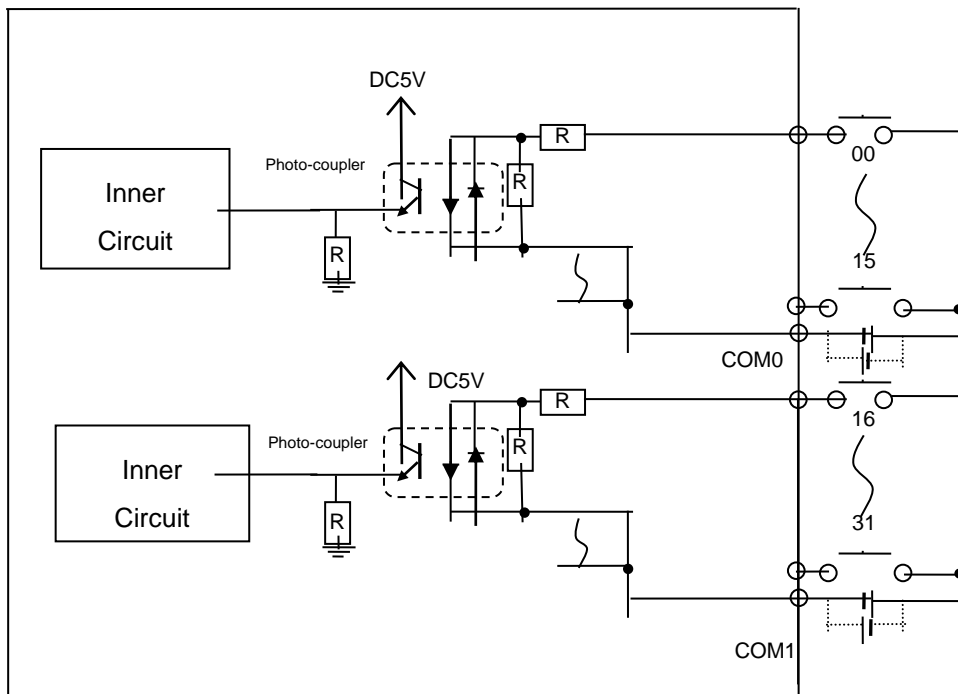 DC5V
R
00
Photo-coupler
R
Inner
Circuit
R
15
COM0
DC5V
R
16
Photo-coupler
R
Inner
Circuit
R
31
COM1